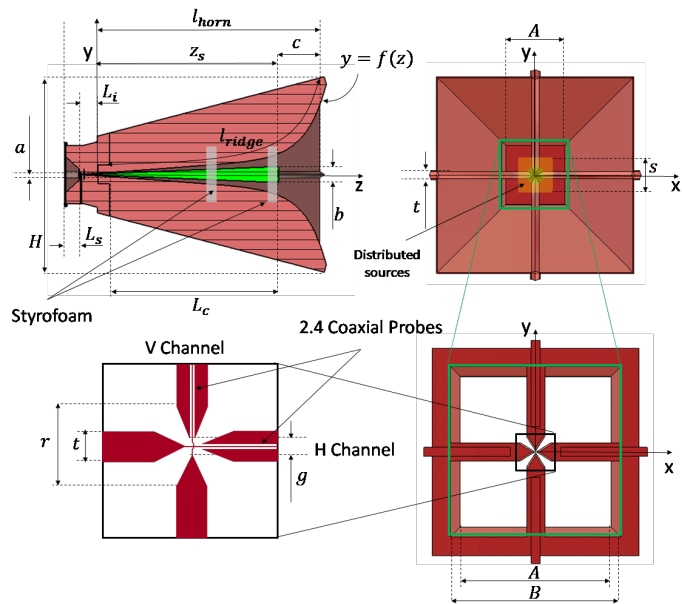 l_horn
y
z_s
c
y = f(z)
L_i
a
l_ridge
z
b
H
L_s
L_c
Styrofoam
A
y
s
x
t
Distributed
sources
2.4 Coaxial Probes
V Channel
r
t
H Channel
g
y
x
A
B